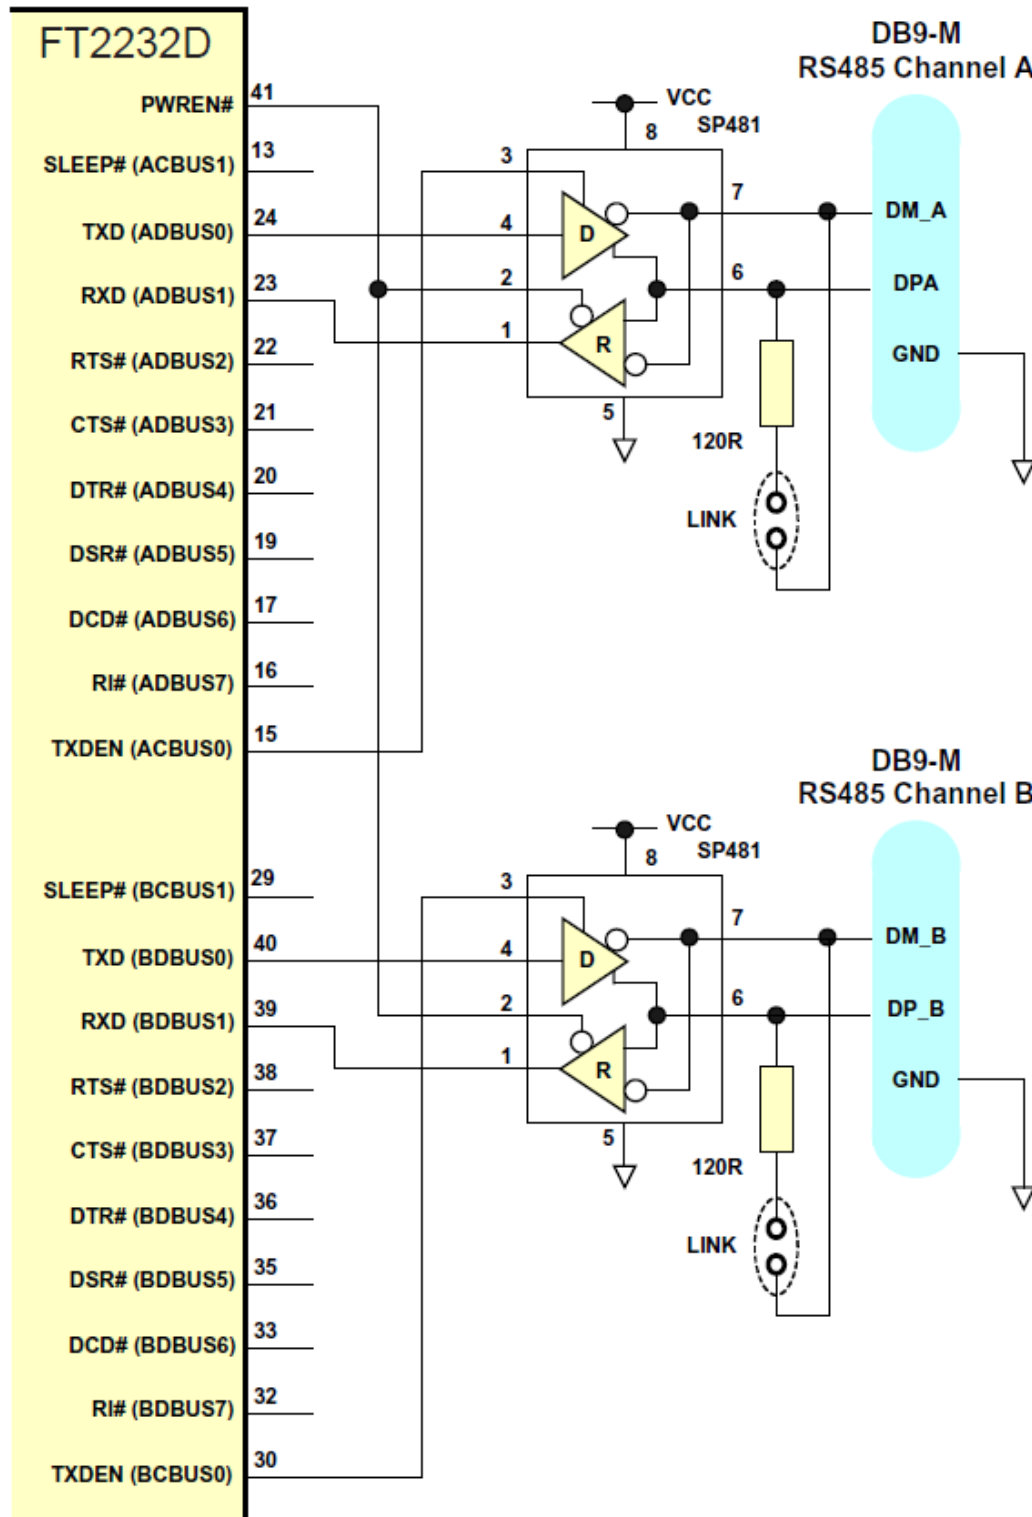 FT2232D
DB9-M
RS485 Channel A
PWREN# 41
SLEEP# (ACBUS1) 13
TXD (ADBUS0) 24
RXD (ADBUS1) 23
RTS# (ADBUS2) 22
CTS# (ADBUS3) 21
DTR# (ADBUS4) 20
DSR# (ADBUS5) 19
DCD# (ADBUS6) 17
RI# (ADBUS7) 16
TXDEN (ACBUS0) 15
VCC
8 SP481
3
4
2
1
D
R
7
6
5
DM_A
DPA
GND
120R
LINK
DB9-M
RS485 Channel B
SLEEP# (BCBUS1) 29
TXD (BDBUS0) 40
RXD (BDBUS1) 39
RTS# (BDBUS2) 38
CTS# (BDBUS3) 37
DTR# (BDBUS4) 36
DSR# (BDBUS5) 35
DCD# (BDBUS6) 33
RI# (BDBUS7) 32
TXDEN (BCBUS0) 30
VCC
8 SP481
3
4
2
1
D
R
7
6
5
DM_B
DP_B
GND
120R
LINK